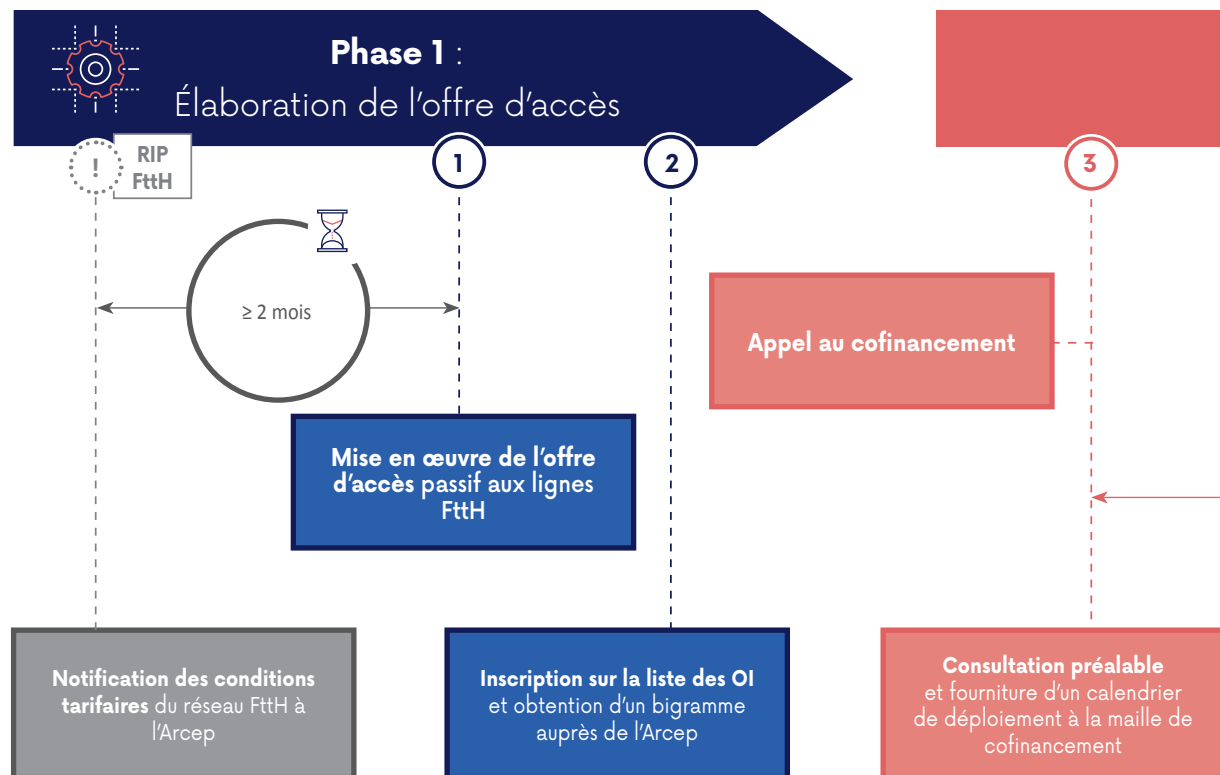 Phase 1 :
Élaboration de l’offre d’accès
!
RIP
FttH
1
2
3
≥ 2 mois
Appel au cofinancement
Mise en œuvre de l’offre
d’accès passif aux lignes
FttH
Notification des conditions
tarifaires du réseau FttH à
l’Arcep
Inscription sur la liste des OI
et obtention d’un bigramme
auprès de l’Arcep
Consultation préalable
et fourniture d’un calendrier
de déploiement à la maille de
cofinancement